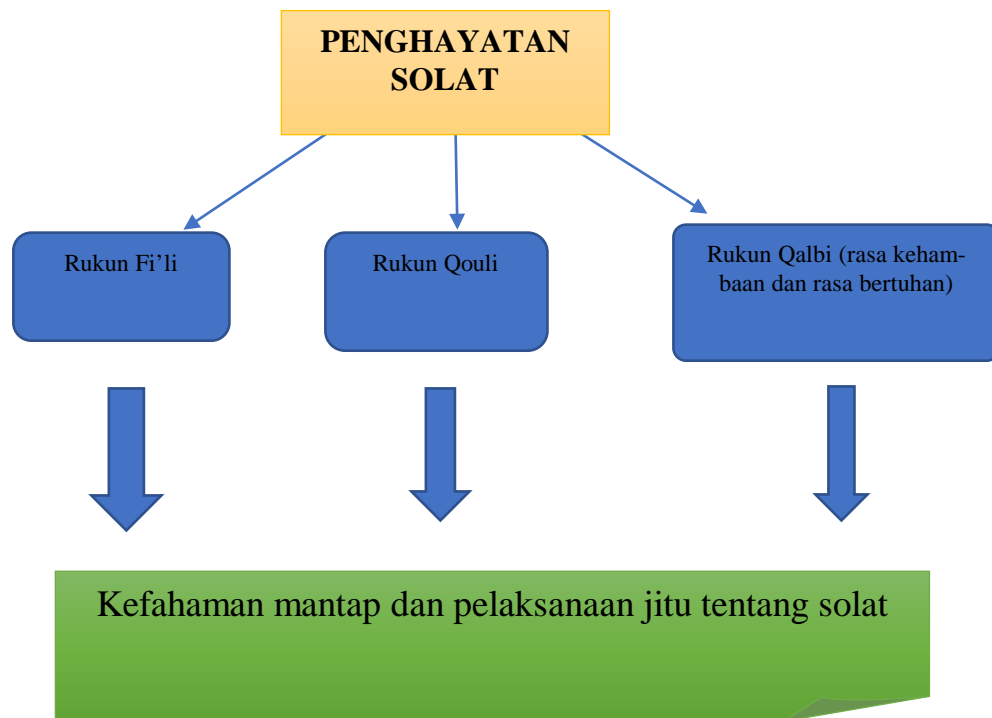 PENGHAYATAN
SOLAT
Rukun Fi’li
Rukun Qouli
Rukun Qalbi (rasa keham-
baan dan rasa bertuhan)
Kefahaman mantap dan pelaksanaan jitu tentang solat